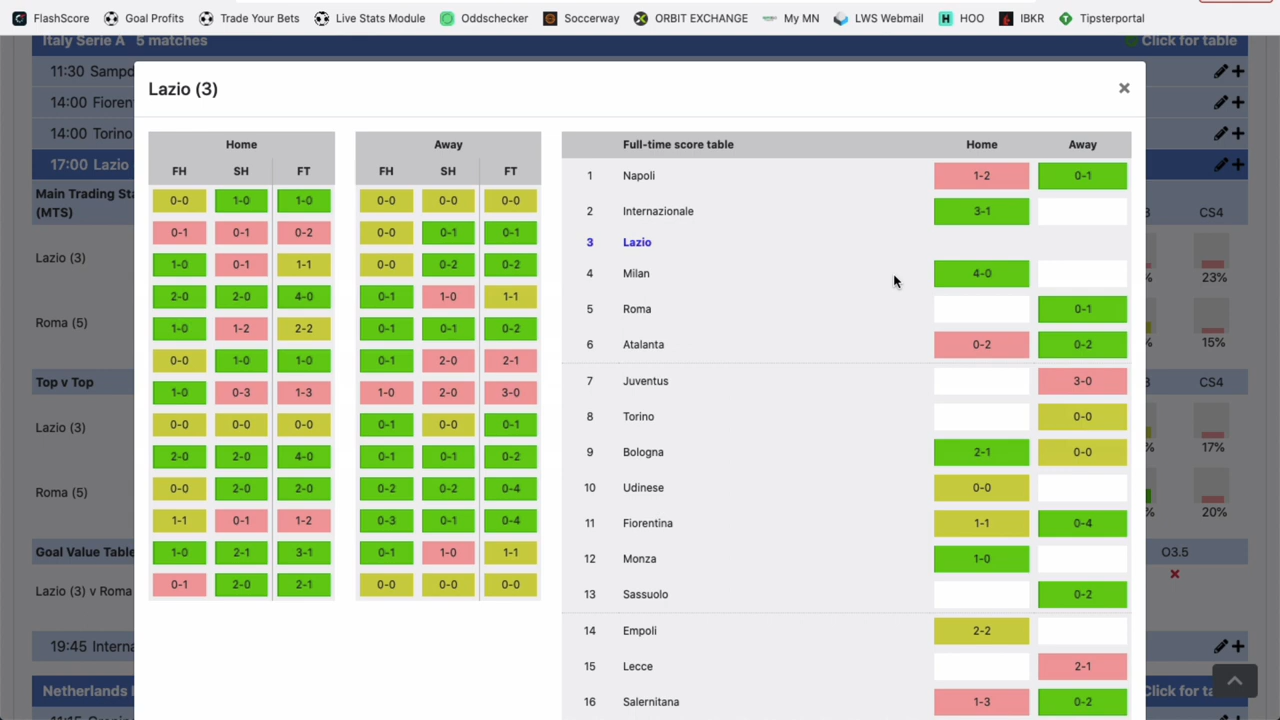 FlashScore Goal Profits Trade Your Bets Live Stats Module Oddschecker Soccerway ORBIT EXCHANGE My MN LWS Webmail HOO IBKR Tipsterportal
Italy Serie A 5 matches Click for table
11:30 Sampd
14:00 Fioren
14:00 Torino
17:00 Lazio
Main Trading Sta
(MTS)
CS4
Lazio (3)
23%
Roma (5)
15%
Top v Top
CS4
Lazio (3)
17%
Roma (5)
20%
Goal Value Table
O3.5
Lazio (3) v Roma
19:45 Interna
Netherlands
Click for ta
Lazio (3) ×
Home
FH SH FT
0-0 1-0 1-0
0-1 0-1 0-2
1-0 0-1 1-1
2-0 2-0 4-0
1-0 1-2 2-2
0-0 1-0 1-0
1-0 0-3 1-3
0-0 0-0 0-0
2-0 2-0 4-0
0-0 2-0 2-0
1-1 0-1 1-2
1-0 2-1 3-1
0-1 2-0 2-1
Away
FH SH FT
0-0 0-0 0-0
0-0 0-1 0-1
0-0 0-2 0-2
0-1 1-0 1-1
0-1 0-1 0-2
0-1 2-0 2-1
1-0 2-0 3-0
0-1 0-0 0-1
0-1 0-1 0-2
0-2 0-2 0-4
0-3 0-1 0-4
0-1 1-0 1-1
0-0 0-0 0-0
Full-time score table Home Away
1 Napoli 1-2 0-1
2 Internazionale 3-1
3 Lazio
4 Milan 4-0
5 Roma 0-1
6 Atalanta 0-2 0-2
7 Juventus 3-0
8 Torino 0-0
9 Bologna 2-1 0-0
10 Udinese 0-0
11 Fiorentina 1-1 0-4
12 Monza 1-0
13 Sassuolo 0-2
14 Empoli 2-2
15 Lecce 2-1
16 Salernitana 1-3 0-2